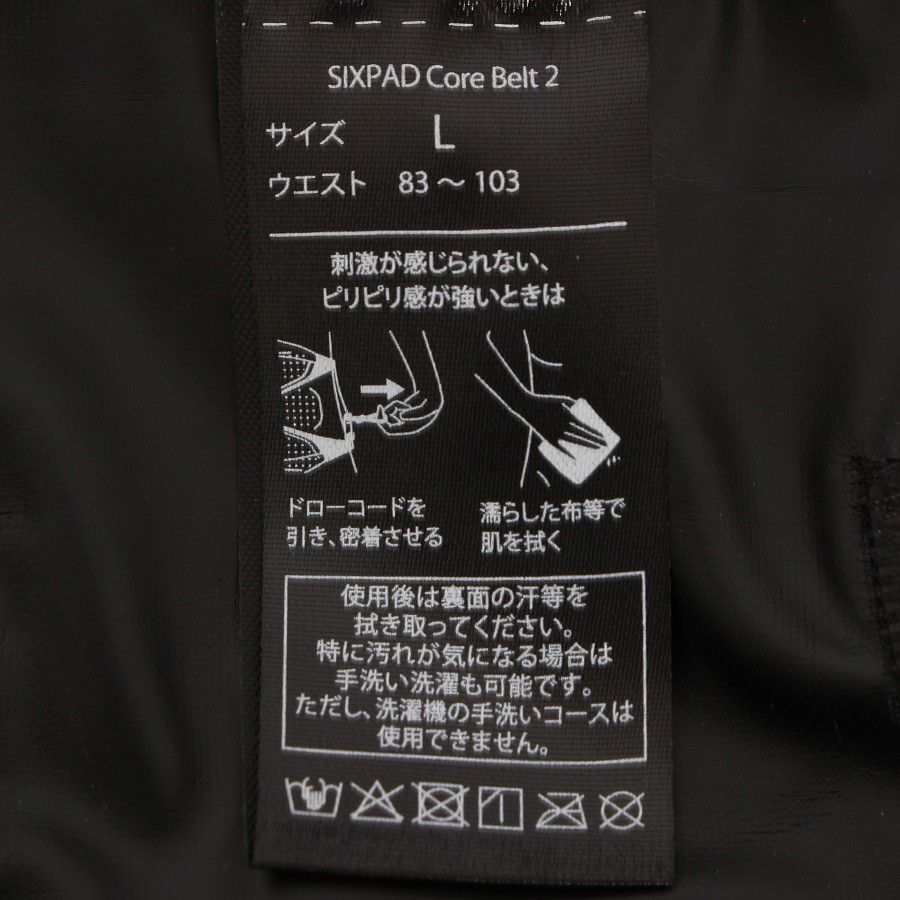 SIXPAD Core Belt 2
サイズ L
ウエスト 83～103
刺激が感じられない、
ピリピリ感が強いときは
ドローコードを
引き、密着させる
濡らした布等で
肌を拭く
使用後は裏面の汗等を
拭き取ってください。
特に汚れが気になる場合は
手洗い洗濯も可能です。
ただし、洗濯機の手洗いコースは
使用できません。